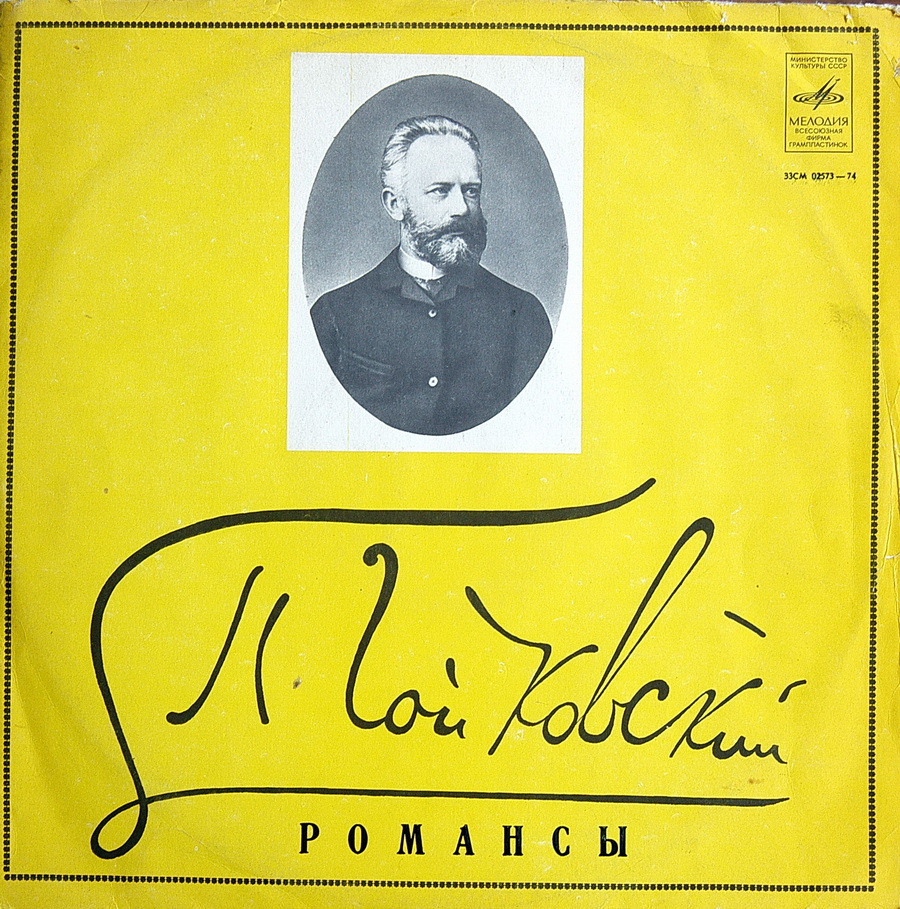 МИНИСТЕРСТВО
КУЛЬТУРЫ СССР
МЕЛОДИЯ
ВСЕСОЮЗНАЯ
ФИРМА
ГРАМПЛАСТИНОК
33СМ 02573—74
П. Чайковский
РОМАНСЫ